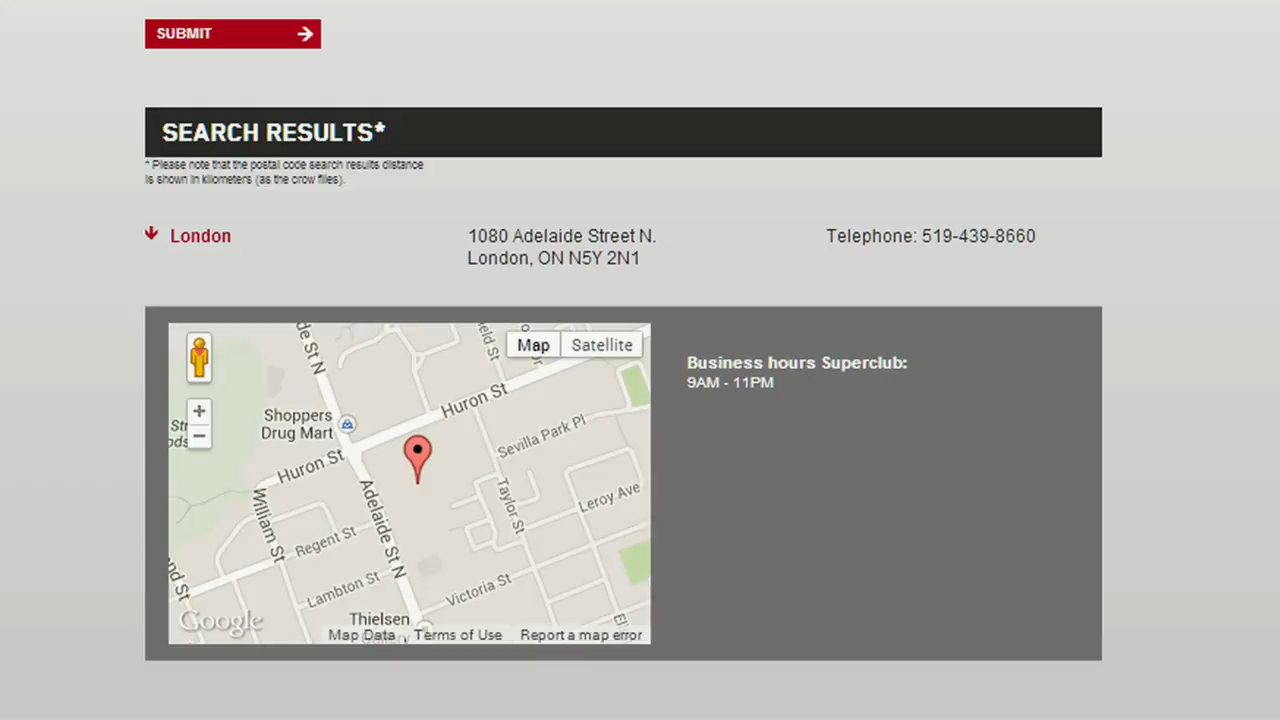 SUBMIT
SEARCH RESULTS*
* Please note that the postal code search results distance
is shown in kilometers (as the crow flies).
London
1080 Adelaide Street N.
London, ON N5Y 2N1
Telephone: 519-439-8660
Map
Satellite
Business hours Superclub:
9AM - 11PM
de St N
Huron St
Shoppers
Drug Mart
Sevilla Park Pl
Huron St
Adelaide St N
William St
Taylor St
Leroy Ave
Regent St
Lambton St
Victoria St
Thielsen
Google
Map Data
Terms of Use
Report a map error